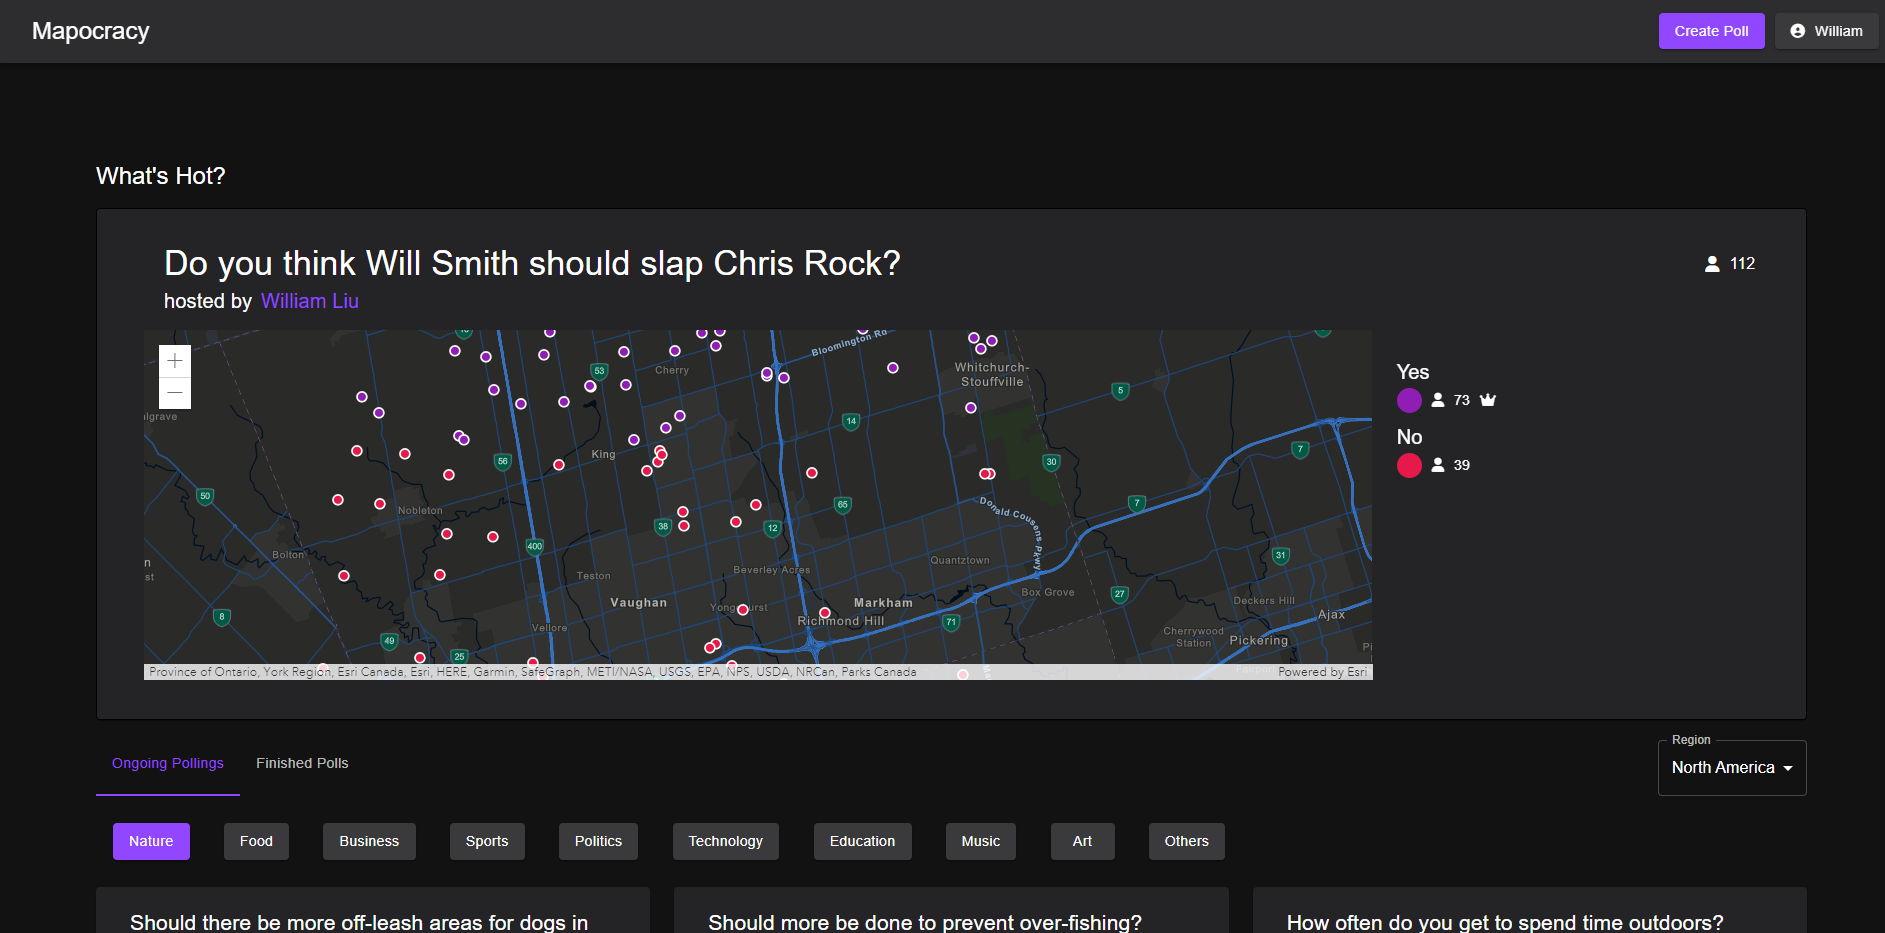 Mapocracy
Create Poll
William
What's Hot?
Do you think Will Smith should slap Chris Rock?
112
hosted by William Liu
Bloomington Rd
53
Cherry
Whitchurch-
Stouffville
5
14
7
King
56
30
50
Nobleton
65
7
Donald Cousens Pkwy
38
12
400
Bolton
31
Quantztown
Beverley Acres
Teston
Box Grove
27
Vaughan
Markham
Deckers Hill
8
Richmond Hill
71
Ajax
Vellore
Cherrywood
Station
Pickering
49
25
Province of Ontario, York Region, Esri Canada, Esri, HERE, Garmin, SafeGraph, METI/NASA, USGS, EPA, NPS, USDA, NRCan, Parks Canada
Powered by Esri
Yes
73
No
39
Ongoing Pollings
Finished Polls
Region
North America
Nature
Food
Business
Sports
Politics
Technology
Education
Music
Art
Others
Should there be more off-leash areas for dogs in
Should more be done to prevent over-fishing?
How often do you get to spend time outdoors?